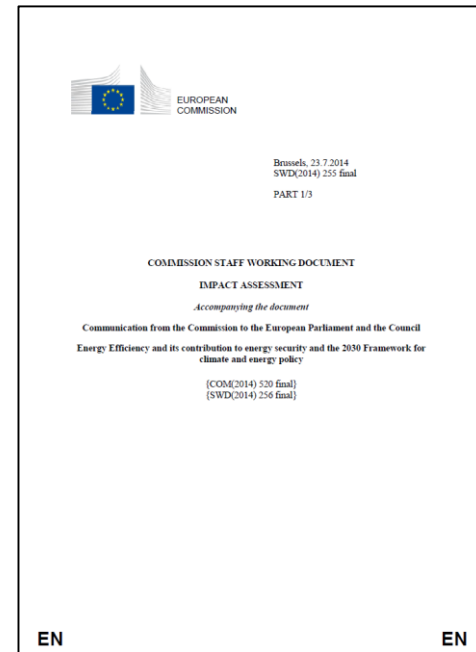 EUROPEAN
COMMISSION
Brussels, 23.7.2014
SWD(2014) 255 final
PART 1/3
COMMISSION STAFF WORKING DOCUMENT
IMPACT ASSESSMENT
Accompanying the document
Communication from the Commission to the European Parliament and the Council
Energy Efficiency and its contribution to energy security and the 2030 Framework for
climate and energy policy
{COM(2014) 520 final}
{SWD(2014) 256 final}
EN EN